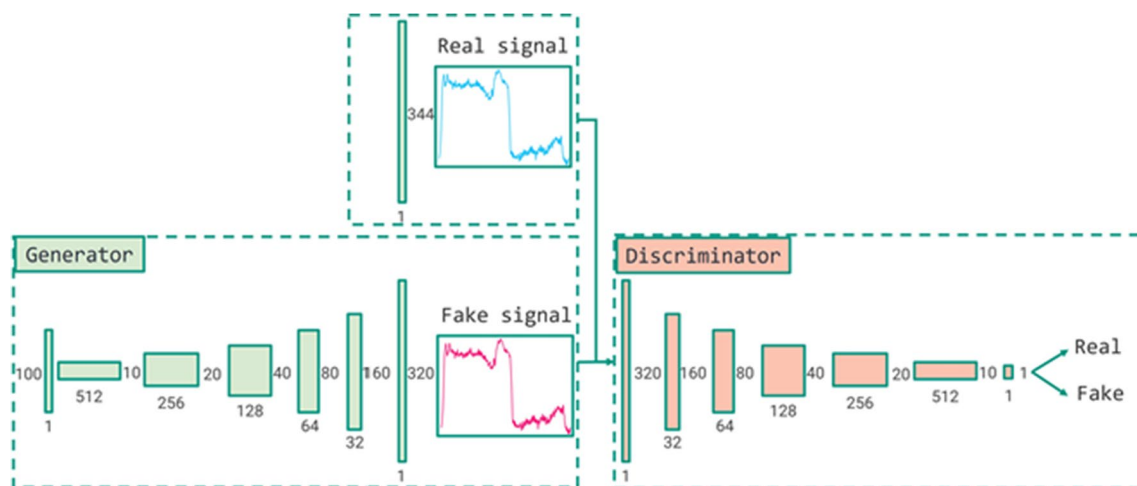 Real signal
344
1
Generator
Fake signal
100 10 20 40 80 160 320
512
256
128
64
32
1
1
Discriminator
320 160 80 40 20 10 1
1
32
64
128
256
512
1
Real
Fake